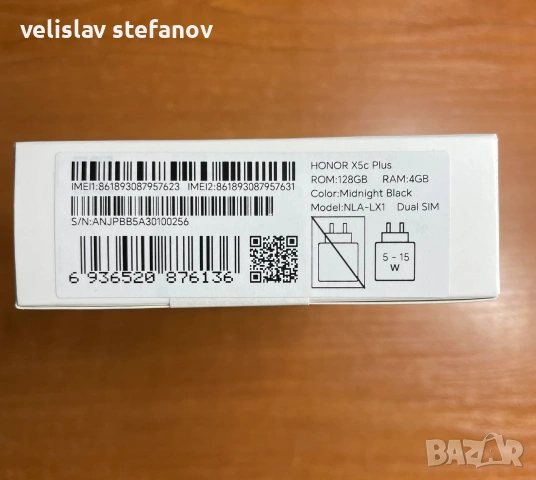 velislav stefanov
IMEI1:861893087957623 IMEI2:861893087957631
S/N:ANJPBB5A30100256
6 936520 876136
HONOR X5c Plus
ROM:128GB RAM:4GB
Color:Midnight Black
Model:NLA-LX1 Dual SIM
5 - 15
W
BAZAR